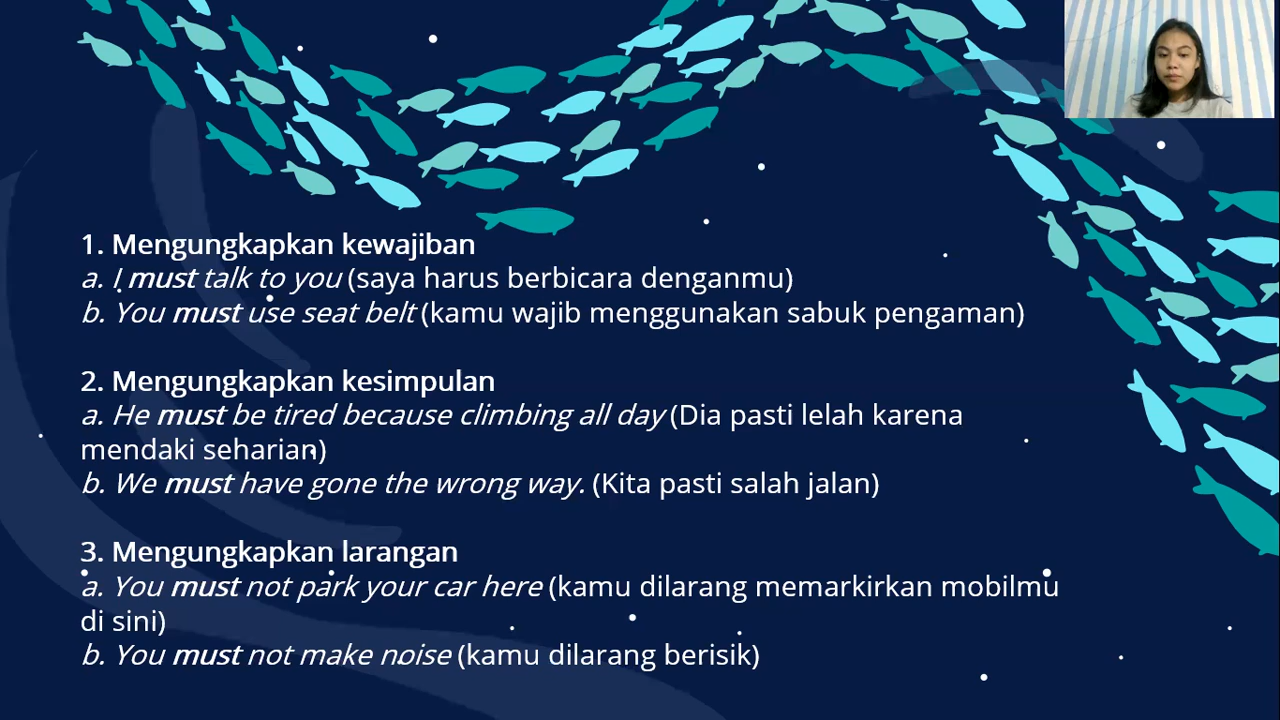 1. Mengungkapkan kewajiban
a. I must talk to you (saya harus berbicara denganmu)
b. You must use seat belt (kamu wajib menggunakan sabuk pengaman)
2. Mengungkapkan kesimpulan
a. He must be tired because climbing all day (Dia pasti lelah karena
mendaki seharian)
b. We must have gone the wrong way. (Kita pasti salah jalan)
3. Mengungkapkan larangan
a. You must not park your car here (kamu dilarang memarkirkan mobilmu
di sini)
b. You must not make noise (kamu dilarang berisik)